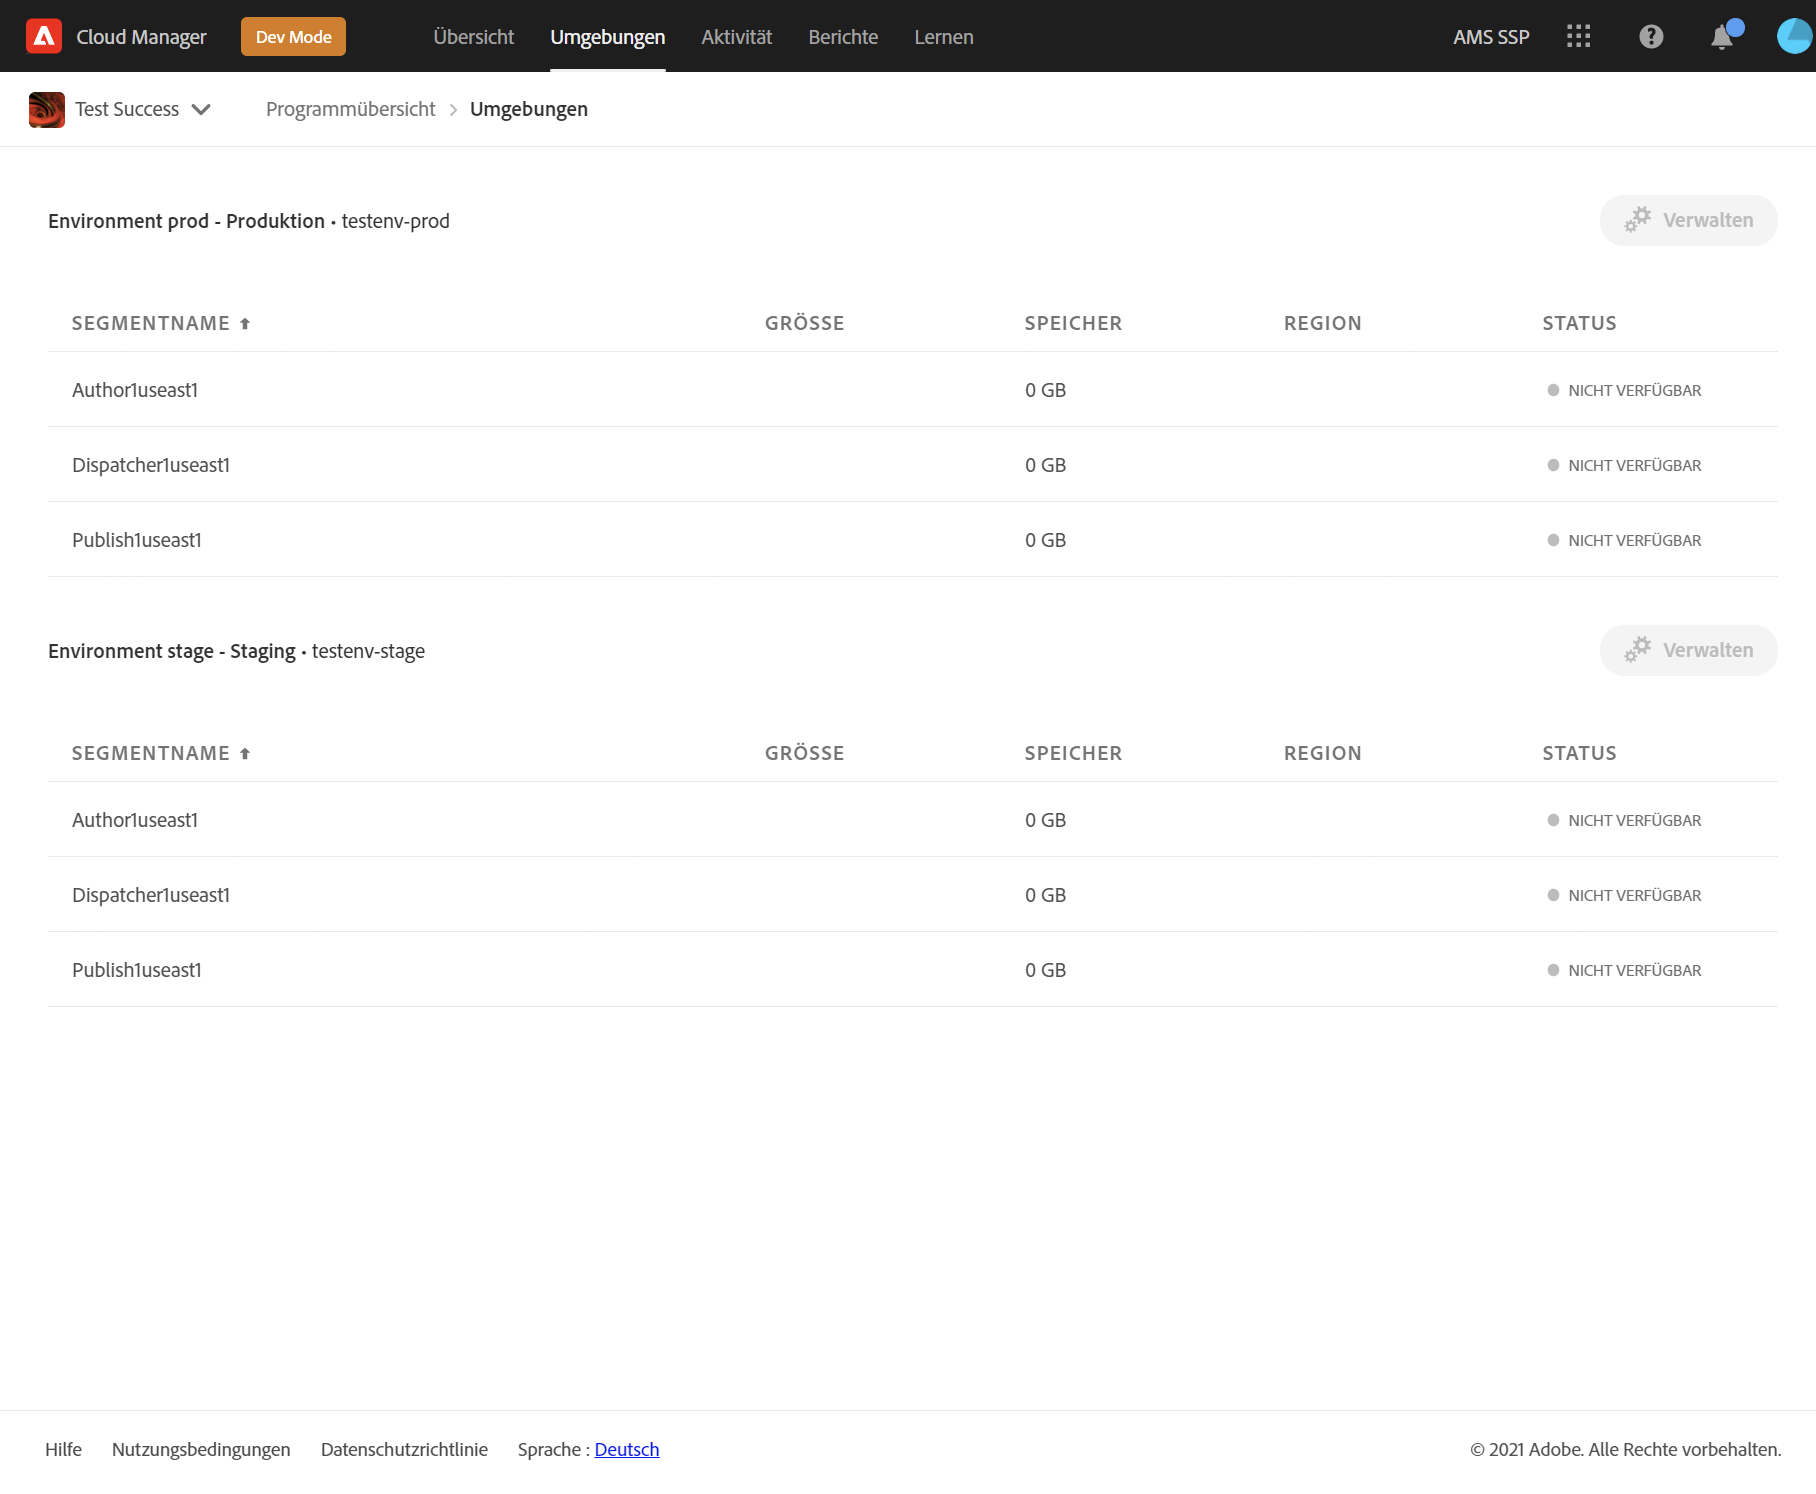 Cloud Manager Dev Mode Übersicht Umgebungen Aktivität Berichte Lernen AMS SSP
Test Success Programmübersicht Umgebungen
Environment prod - Produktion • testenv-prod Verwalten
SEGMENTNAME GRÖSSE SPEICHER REGION STATUS
Author1useast1 0 GB NICHT VERFÜGBAR
Dispatcher1useast1 0 GB NICHT VERFÜGBAR
Publish1useast1 0 GB NICHT VERFÜGBAR
Environment stage - Staging • testenv-stage Verwalten
SEGMENTNAME GRÖSSE SPEICHER REGION STATUS
Author1useast1 0 GB NICHT VERFÜGBAR
Dispatcher1useast1 0 GB NICHT VERFÜGBAR
Publish1useast1 0 GB NICHT VERFÜGBAR
Hilfe Nutzungsbedingungen Datenschutzrichtlinie Sprache : Deutsch © 2021 Adobe. Alle Rechte vorbehalten.